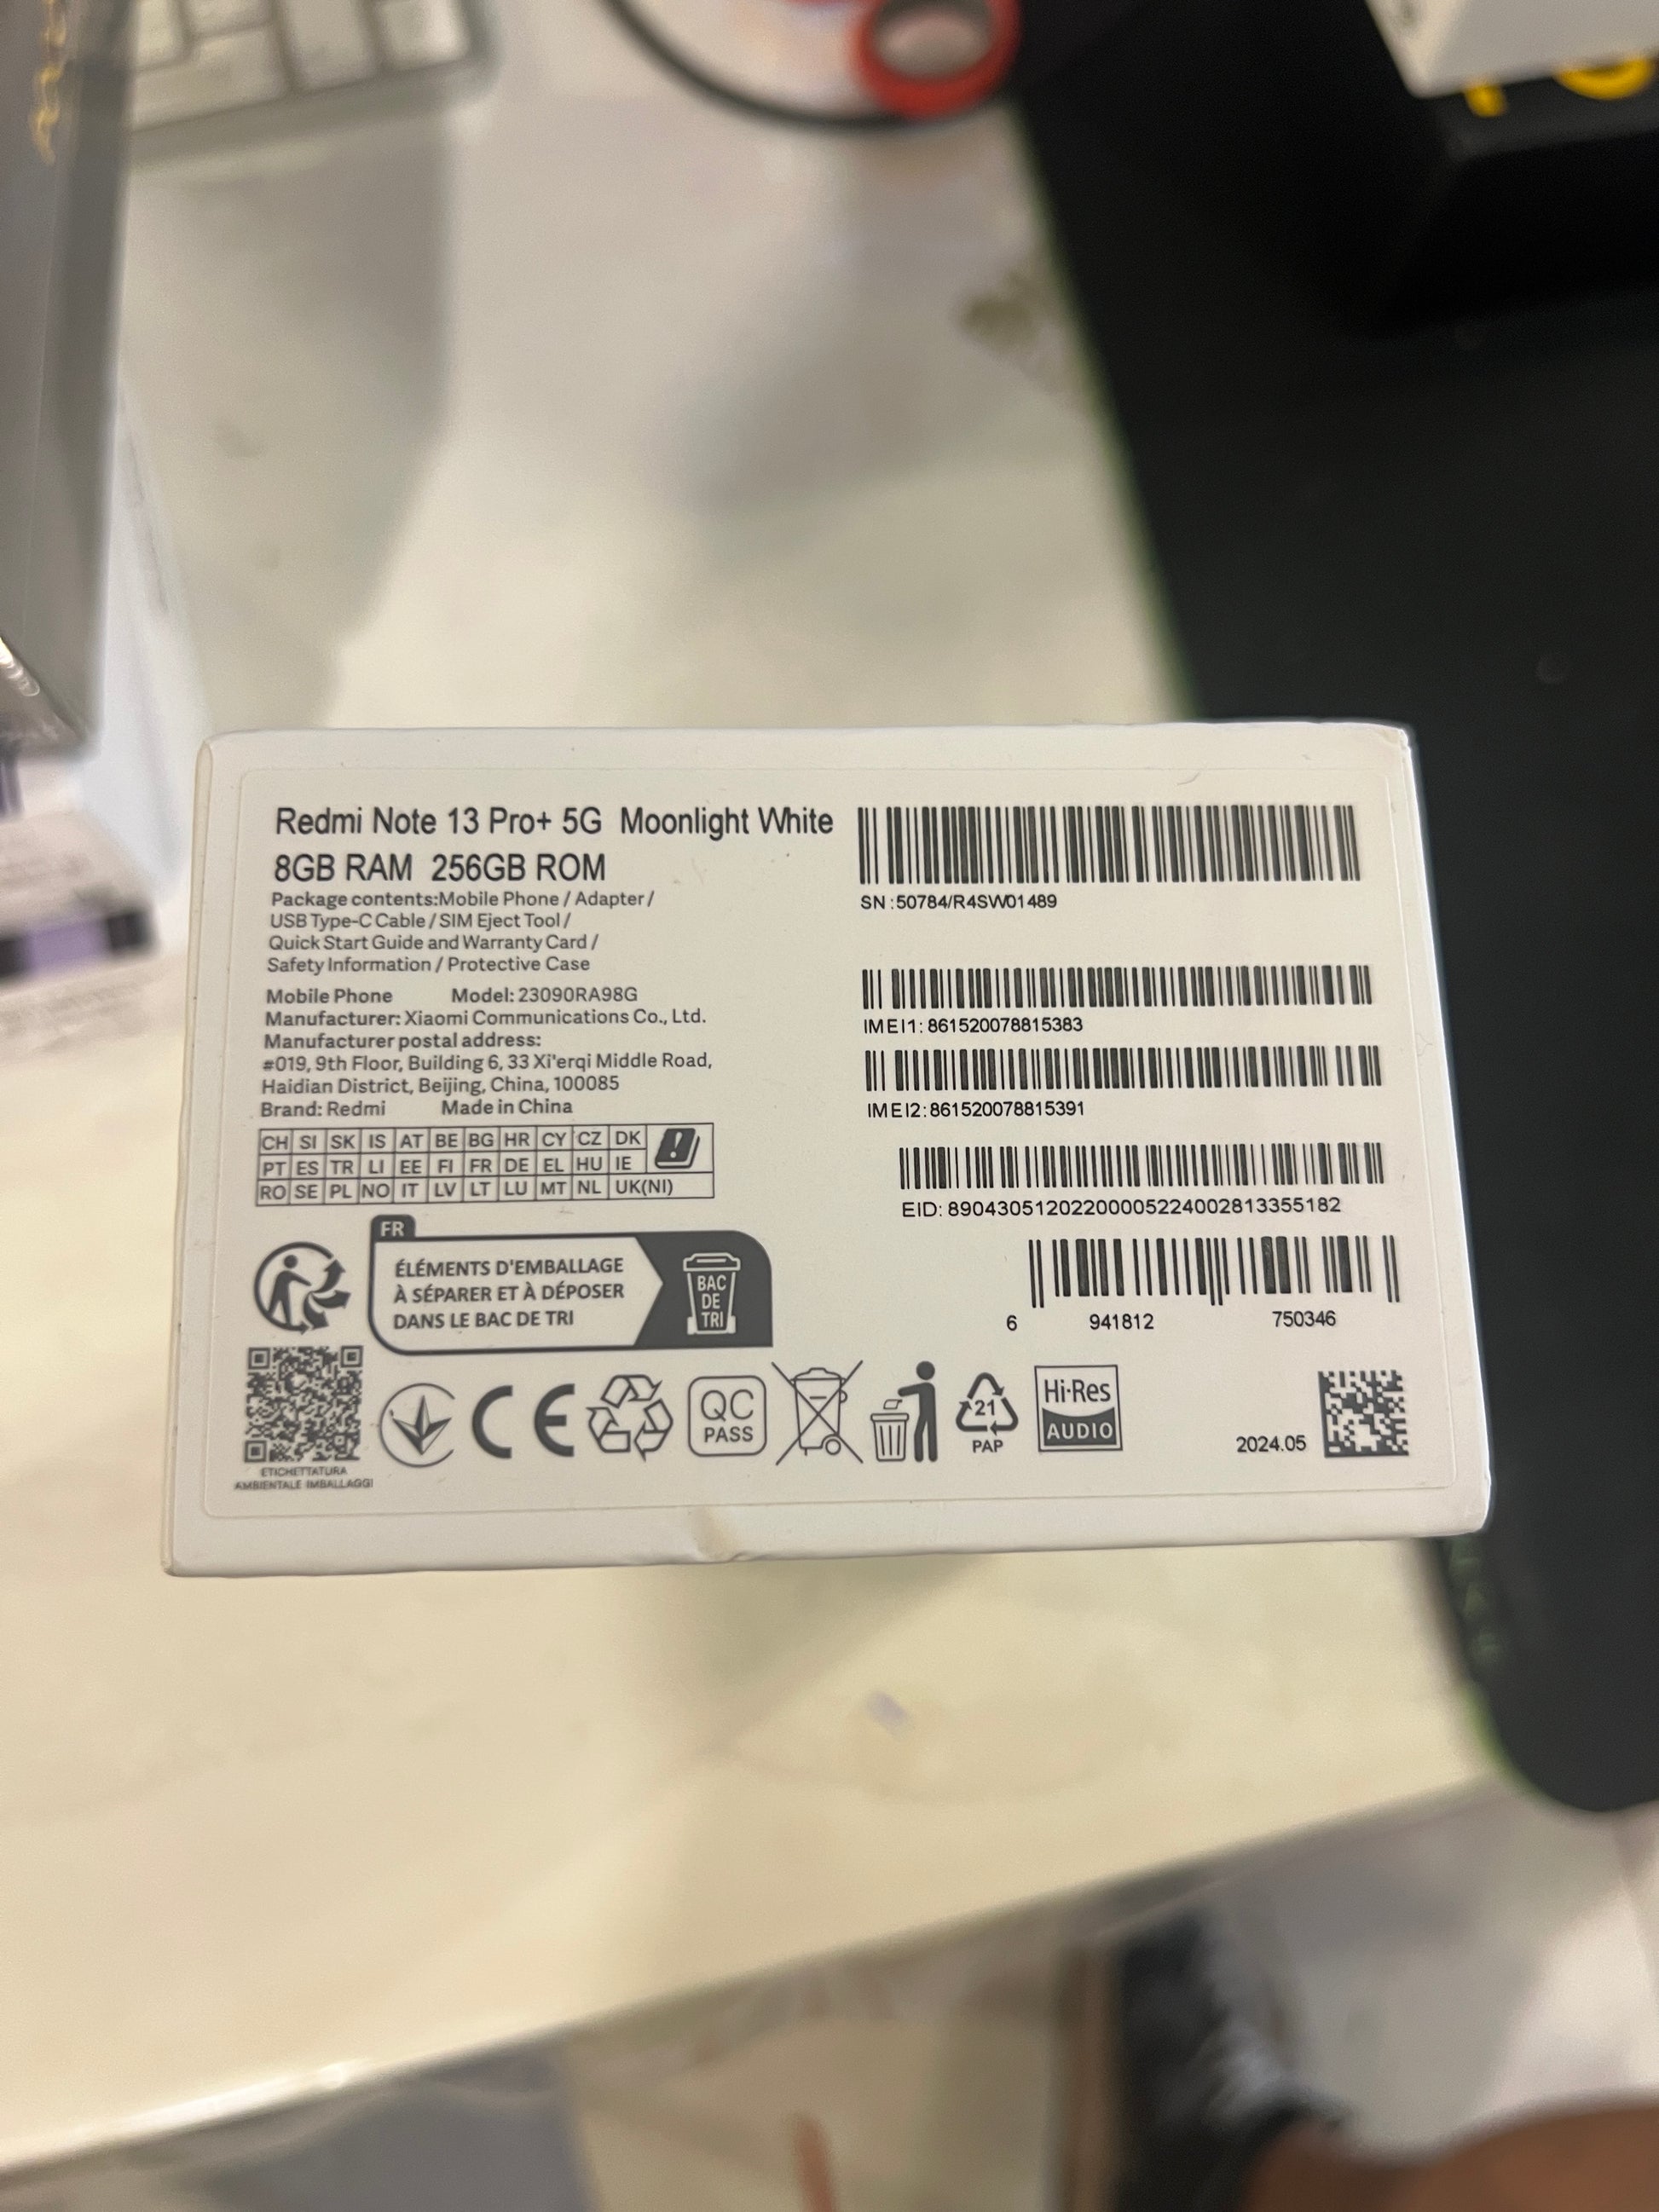 Redmi Note 13 Pro+ 5G Moonlight White
8GB RAM 256GB ROM
Package contents:Mobile Phone / Adapter /
USB Type-C Cable / SIM Eject Tool /
Quick Start Guide and Warranty Card /
Safety Information / Protective Case
Mobile Phone Model: 23090RA98G
Manufacturer: Xiaomi Communications Co., Ltd.
Manufacturer postal address:
#019, 9th Floor, Building 6, 33 Xi'erqi Middle Road,
Haidian District, Beijing, China, 100085
Brand: Redmi Made in China
CH SI SK IS AT BE BG HR CY CZ DK
PT ES TR LI EE FI FR DE EL HU IE
RO SE PL NO IT LV LT LU MT NL UK(NI)
FR
ÉLÉMENTS D'EMBALLAGE
À SÉPARER ET À DÉPOSER
DANS LE BAC DE TRI
BAC
DE
TRI
ETICHETTATURA
AMBIENTALE IMBALLAGGI
CE
QC
PASS
21
PAP
Hi-Res
AUDIO
SN:50784/R4SW01489
IMEI1: 861520078815383
IMEI2:861520078815391
EID: 89043051202200005224002813355182
6 941812 750346
2024.05